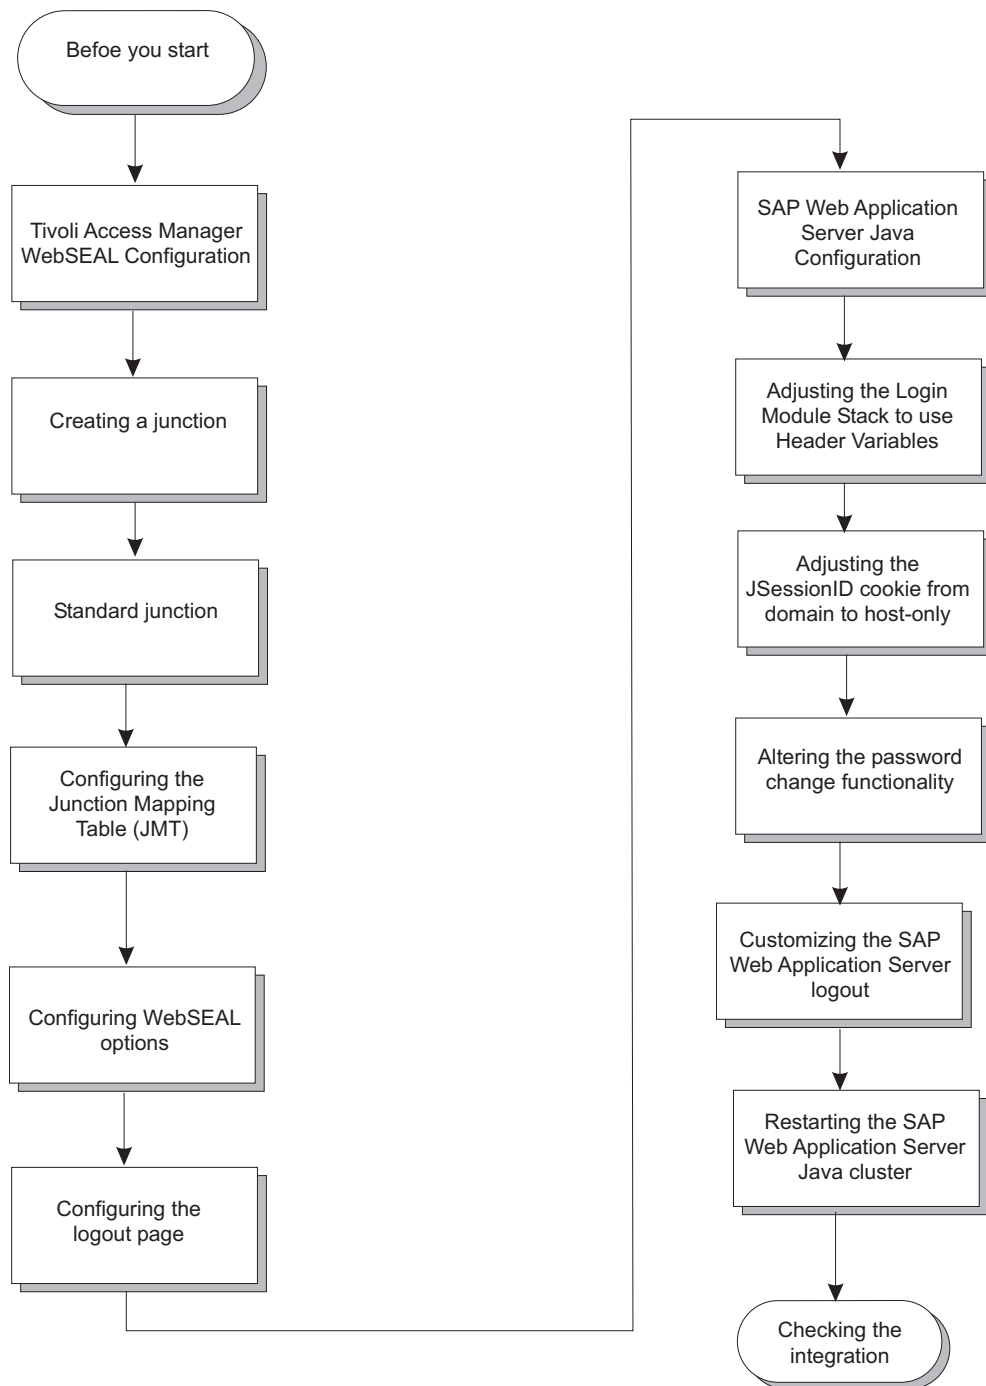 Befoe you start
Tivoli Access Manager
WebSEAL Configuration
Creating a junction
Standard junction
Configuring the
Junction Mapping
Table (JMT)
Configuring WebSEAL
options
Configuring the
logout page
SAP Web Application
Server Java
Configuration
Adjusting the Login
Module Stack to use
Header Variables
Adjusting the
JSessionID cookie from
domain to host-only
Altering the password
change functionality
Customizing the SAP
Web Application Server
logout
Restarting the SAP
Web Application Server
Java cluster
Checking the
integration